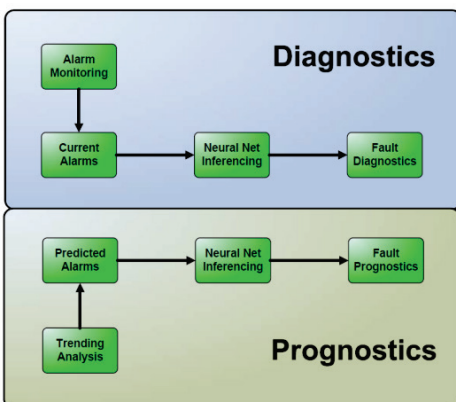 Diagnostics
Alarm
Monitoring
Current
Alarms
Neural Net
Inferencing
Fault
Diagnostics
Predicted
Alarms
Neural Net
Inferencing
Fault
Prognostics
Trending
Analysis
Prognostics